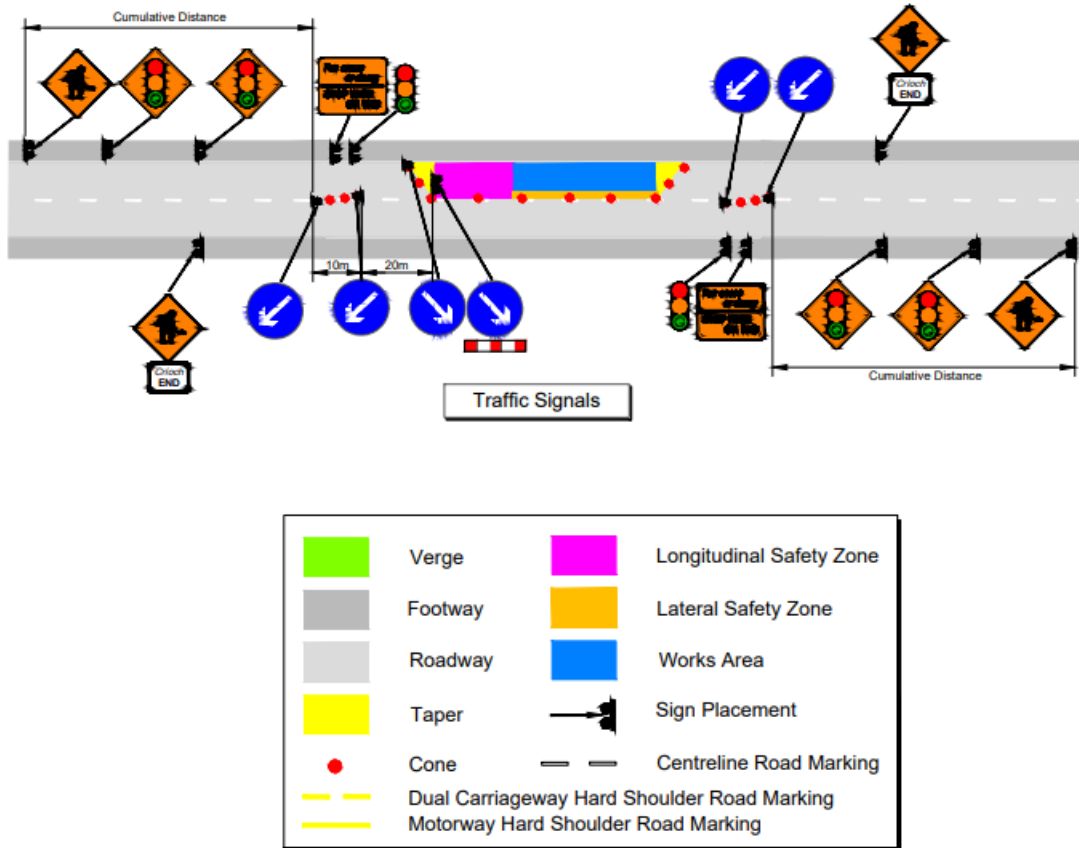 Cumulative Distance
Crioch
END
10m
20m
Crioch
END
Cumulative Distance
Traffic Signals
Verge
Longitudinal Safety Zone
Footway
Lateral Safety Zone
Roadway
Works Area
Taper
Sign Placement
Cone
Centreline Road Marking
Dual Carriageway Hard Shoulder Road Marking
Motorway Hard Shoulder Road Marking